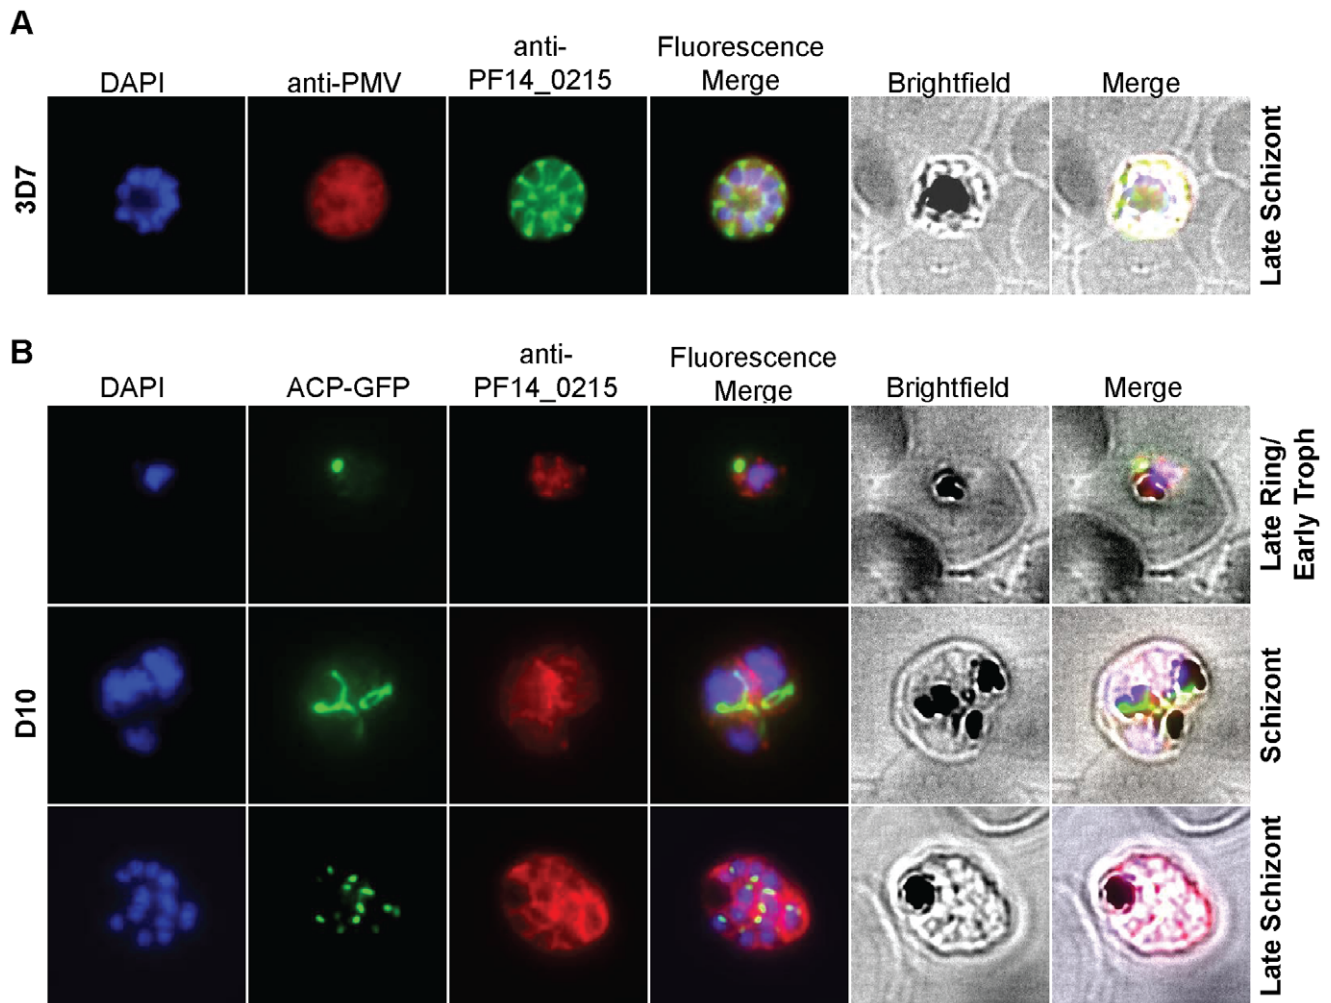 A
DAPI
anti-PMV
anti-
PF14_0215
Fluorescence
Merge
Brightfield
Merge
3D7
Late Schizont
B
DAPI
ACP-GFP
anti-
PF14_0215
Fluorescence
Merge
Brightfield
Merge
D10
Late Ring/
Early Troph
Schizont
Late Schizont